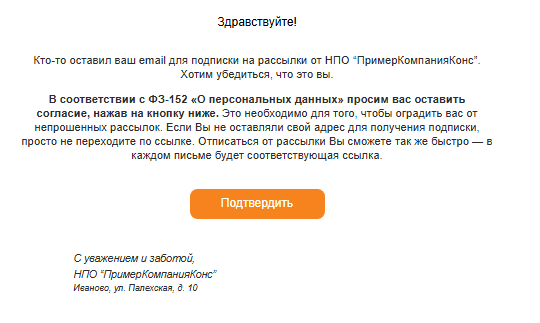 Здравствуйте!
Кто-то оставил ваш email для подписки на рассылки от НПО “ПримерКомпанияКонс”.
Хотим убедиться, что это вы.
В соответствии с ФЗ-152 «О персональных данных» просим вас оставить
согласие, нажав на кнопку ниже. Это необходимо для того, чтобы оградить вас от
непрошенных рассылок. Если Вы не оставляли свой адрес для получения подписки,
просто не переходите по ссылке. Отписаться от рассылки Вы сможете так же быстро — в
каждом письме будет соответствующая ссылка.
Подтвердить
С уважением и заботой,
НПО “ПримерКомпанияКонс”
Иваново, ул. Палехская, д. 10